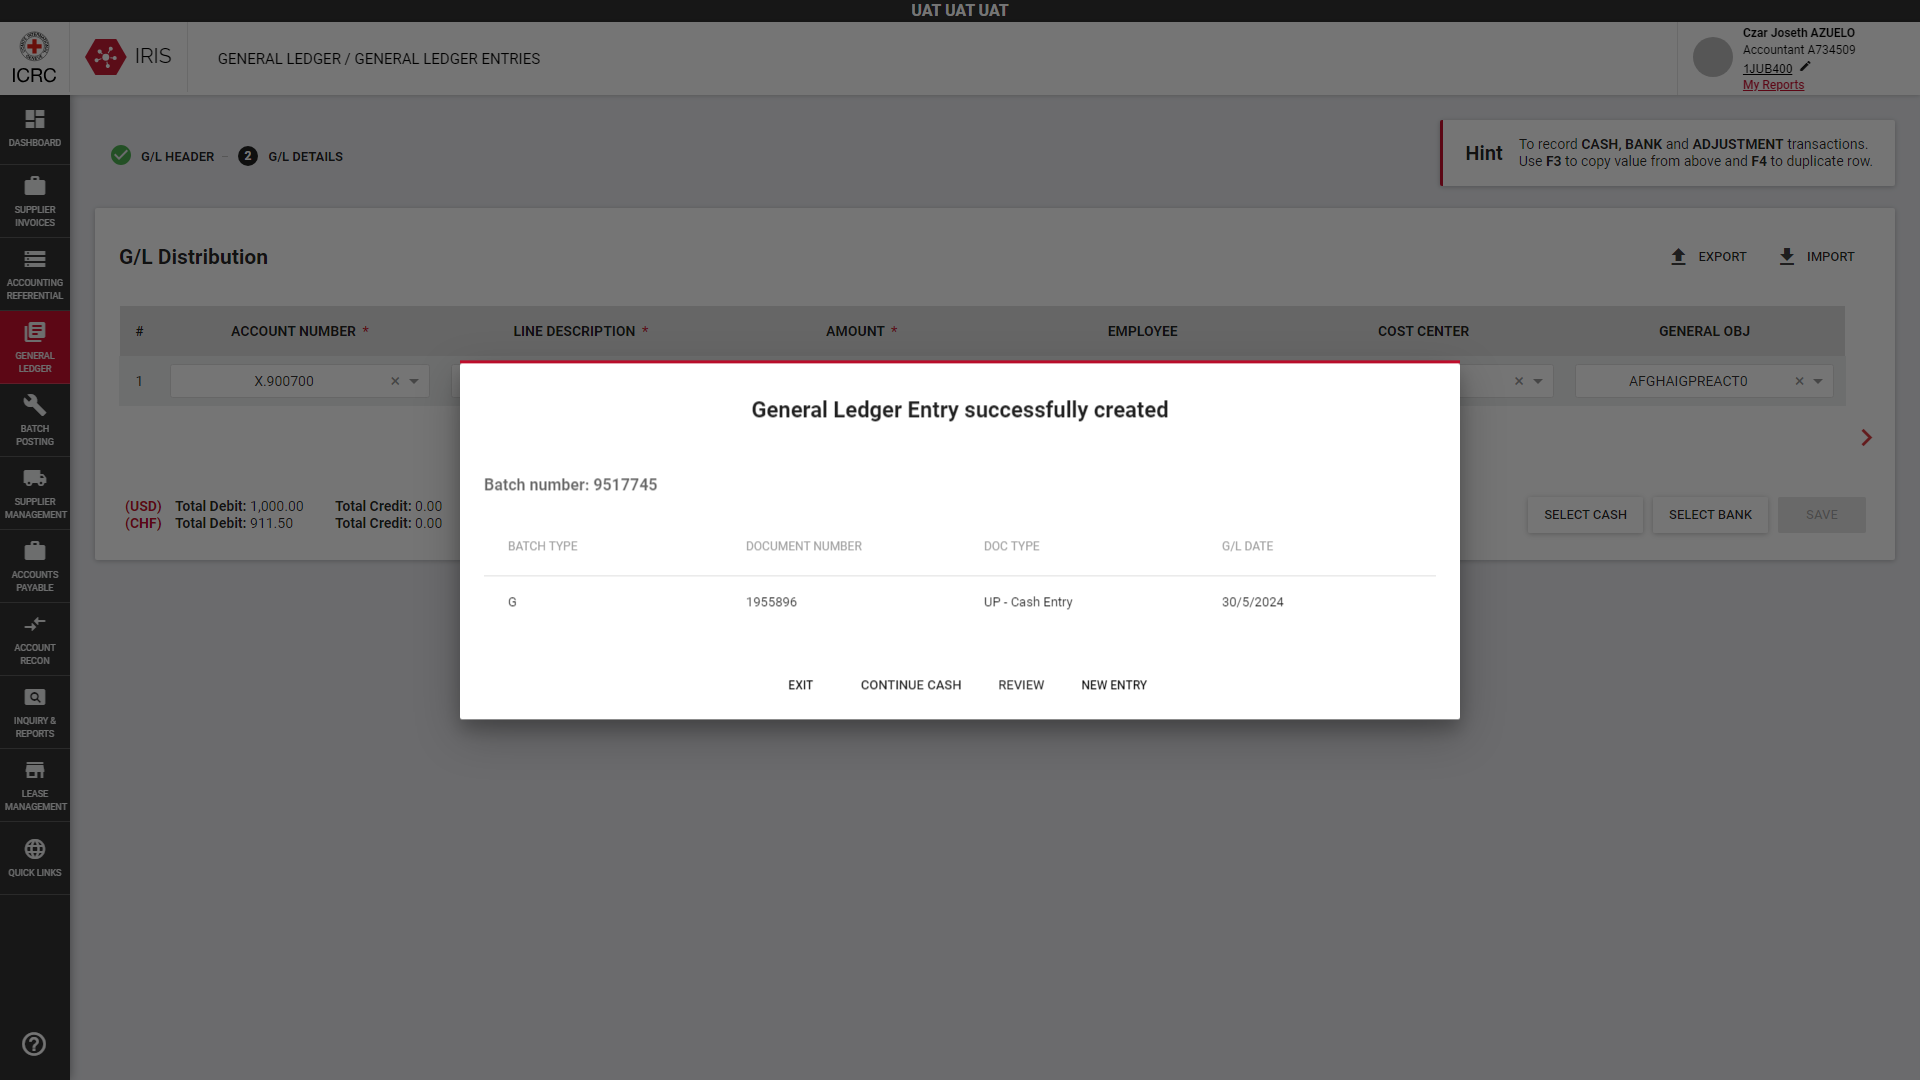 UAT UAT UAT
ICRC
IRIS
GENERAL LEDGER / GENERAL LEDGER ENTRIES
Czar Joseth AZUELO
Accountant A734509
1JUB400
My Reports
DASHBOARD
SUPPLIER
INVOICES
ACCOUNTING
REFERENTIAL
GENERAL
LEDGER
BATCH
POSTING
SUPPLIER
MANAGEMENT
ACCOUNTS
PAYABLE
ACCOUNT
RECON
INQUIRY &
REPORTS
LEASE
MANAGEMENT
QUICK LINKS
G/L HEADER
2 G/L DETAILS
Hint
To record CASH, BANK and ADJUSTMENT transactions.
Use F3 to copy value from above and F4 to duplicate row.
G/L Distribution
EXPORT
IMPORT
# ACCOUNT NUMBER * LINE DESCRIPTION * AMOUNT * EMPLOYEE COST CENTER GENERAL OBJ
1 X.900700 AFGHAIGPREACT0
(USD) Total Debit: 1,000.00 Total Credit: 0.00
(CHF) Total Debit: 911.50 Total Credit: 0.00
SELECT CASH SELECT BANK SAVE
General Ledger Entry successfully created
Batch number: 9517745
BATCH TYPE DOCUMENT NUMBER DOC TYPE G/L DATE
G 1955896 UP - Cash Entry 30/5/2024
EXIT CONTINUE CASH REVIEW NEW ENTRY